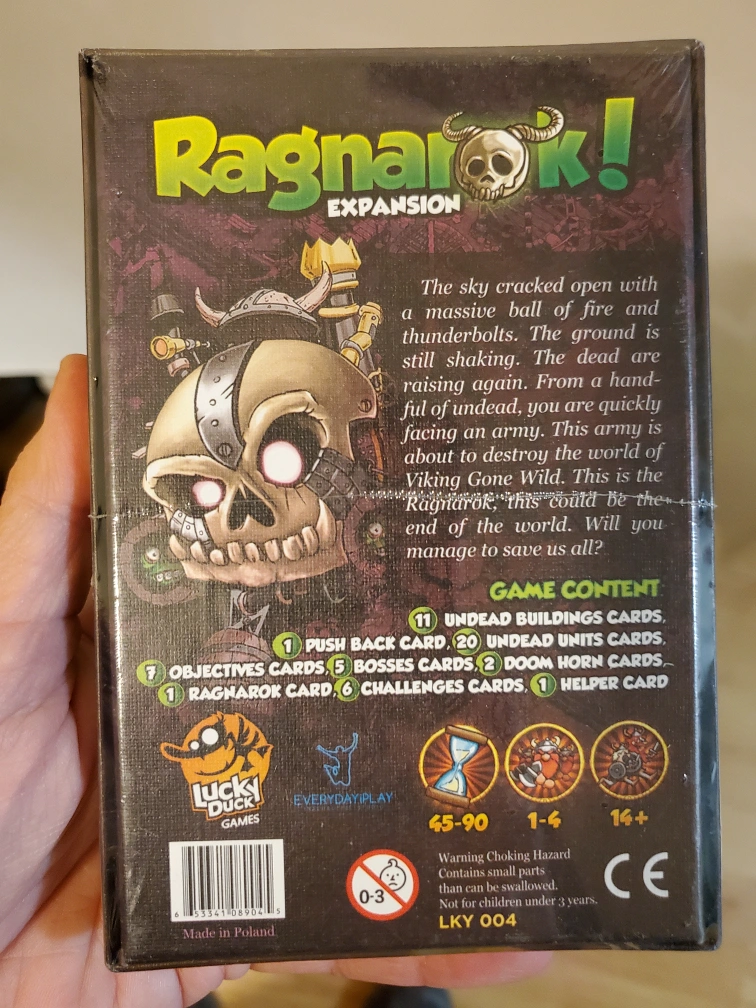 Ragnarok!
EXPANSION
The sky cracked open with
a massive ball of fire and
thunderbolts. The ground is
still shaking. The dead are
raising again. From a hand-
ful of undead, you are quickly
facing an army. This army is
about to destroy the world of
Viking Gone Wild. This is the
Ragnarok, this could be the
end of the world. Will you
manage to save us all?
GAME CONTENT
11 UNDEAD BUILDINGS CARDS,
1 PUSH BACK CARD, 20 UNDEAD UNITS CARDS,
7 OBJECTIVES CARDS, 5 BOSSES CARDS, 2 DOOM HORN CARDS,
1 RAGNAROK CARD, 6 CHALLENGES CARDS, 1 HELPER CARD
LUCKY
DUCK
GAMES
EVERYDAYiPLAY
45-90
1-4
14+
6 53341 08904 5
Made in Poland
0-3
Warning Choking Hazard
Contains small parts
than can be swallowed.
Not for children under 3 years.
LKY 004
CE